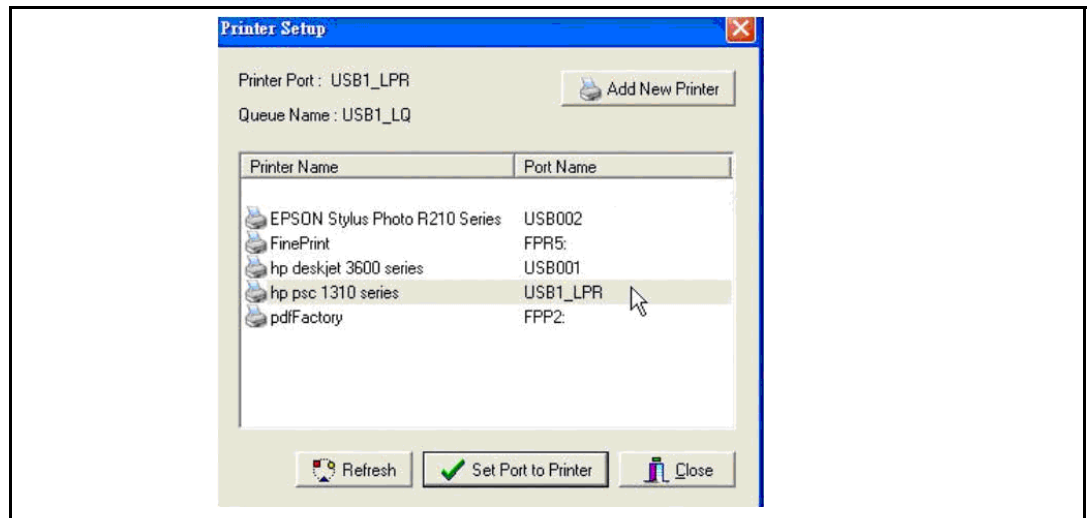 Printer Setup
Printer Port : USB1_LPR
Add New Printer
Queue Name : USB1_LQ
Printer Name Port Name
EPSON Stylus Photo R210 Series USB002
FinePrint FPR5:
hp deskjet 3600 series USB001
hp psc 1310 series USB1_LPR
pdfFactory FPP2:
Refresh Set Port to Printer Close